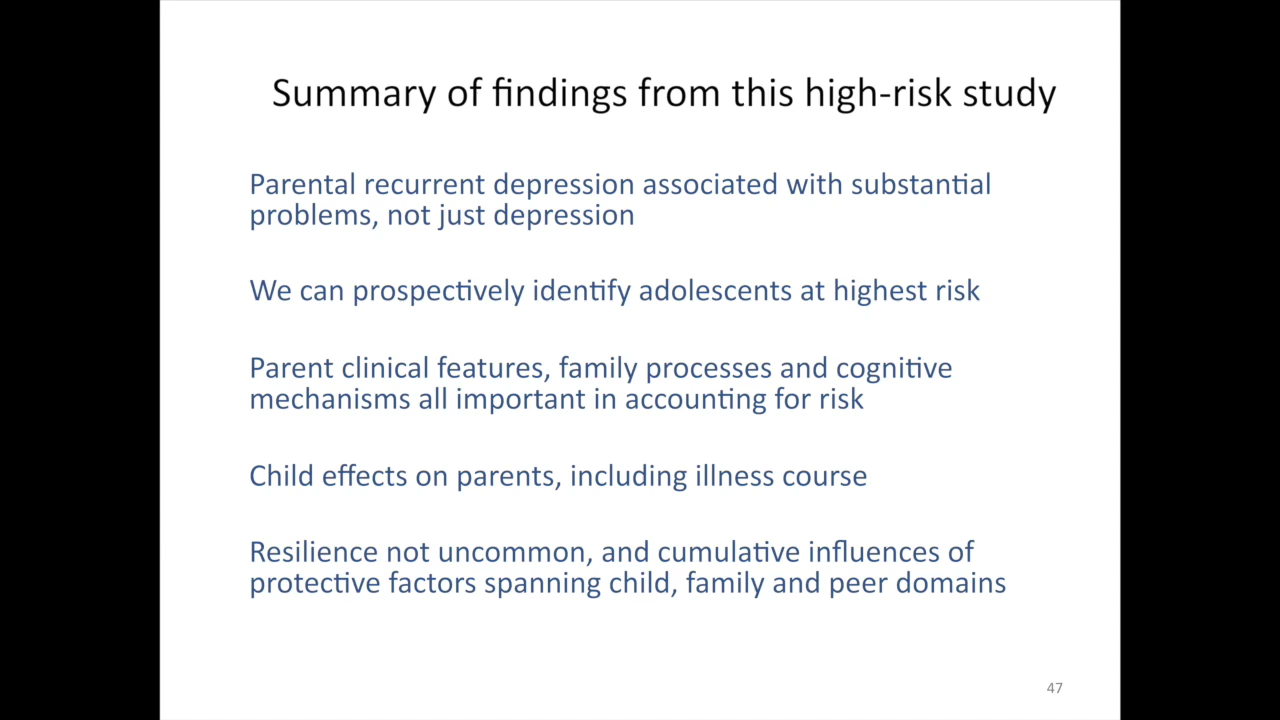 Summary of findings from this high-risk study
Parental recurrent depression associated with substantial
problems, not just depression
We can prospectively identify adolescents at highest risk
Parent clinical features, family processes and cognitive
mechanisms all important in accounting for risk
Child effects on parents, including illness course
Resilience not uncommon, and cumulative influences of
protective factors spanning child, family and peer domains
47